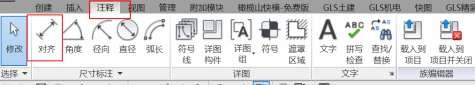 创建 插入 注释 视图 管理 附加模块 橄榄山快模-免费版 GLS土建 GLS机电 快图 GLS精装
修改 对齐 角度 径向 直径 弧长 符号线 详图构件 详图组 符号 遮罩区域 文字 拼写检查 查找/替换 载入到项目 载入到项目并关闭
ABC
A
选择 尺寸标注 详图 文字 族编辑器